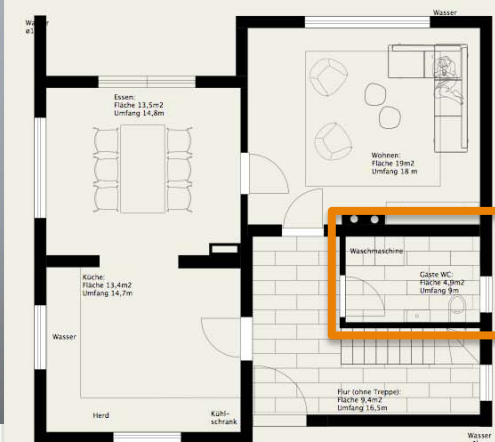 Wasser
Essen:
Fläche 13,5m2
Umfang 14,8m
Wohnen:
Fläche 19m2
Umfang 18 m
Waschmaschine
Gäste WC:
Fläche 4,9m2
Umfang 9m
Küche:
Fläche 13,4m2
Umfang 14,7m
Wasser
Flur (ohne Treppe):
Fläche 9,4m2
Umfang 16,5m
Herd
Kühl-
schrank
Wasser